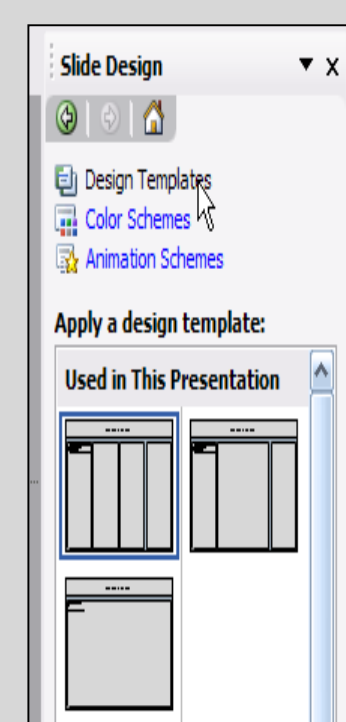 Slide Design
Design Templates
Color Schemes
Animation Schemes
Apply a design template:
Used in This Presentation